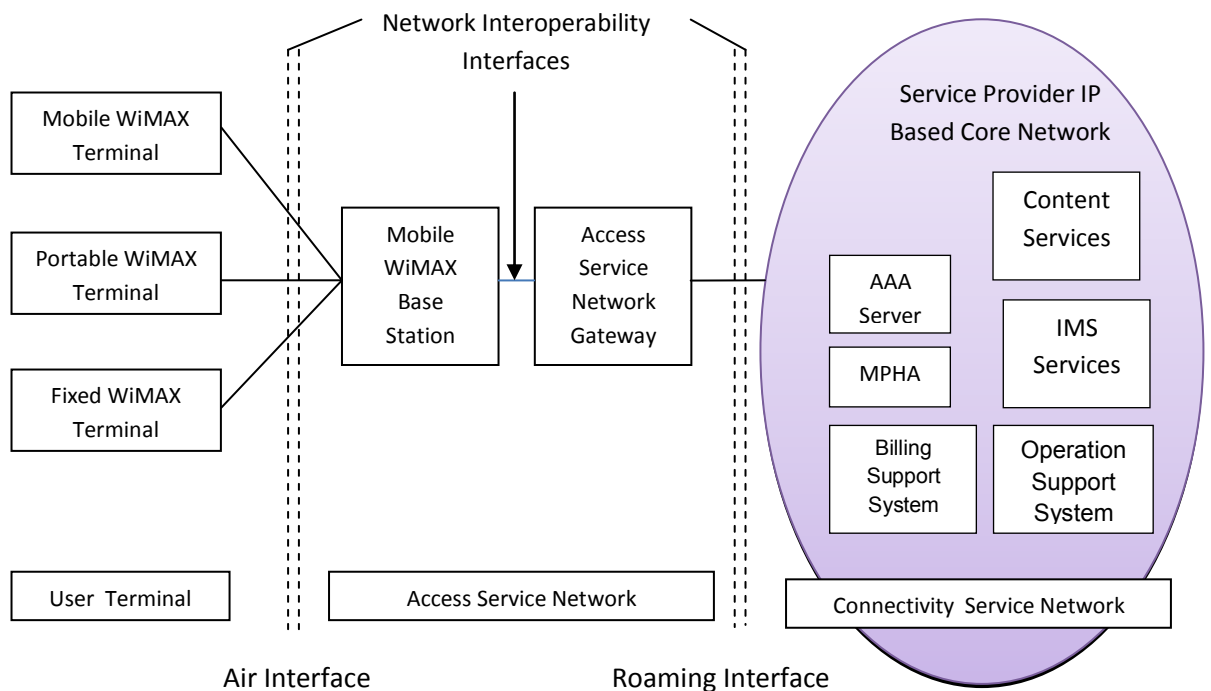 Network Interoperability
Interfaces
Mobile WiMAX
Terminal
Portable WiMAX
Terminal
Fixed WiMAX
Terminal
Mobile
WiMAX
Base
Station
Access
Service
Network
Gateway
Service Provider IP
Based Core Network
Content
Services
AAA
Server
IMS
Services
MPHA
Billing
Support
System
Operation
Support
System
User Terminal
Access Service Network
Connectivity Service Network
Air Interface
Roaming Interface